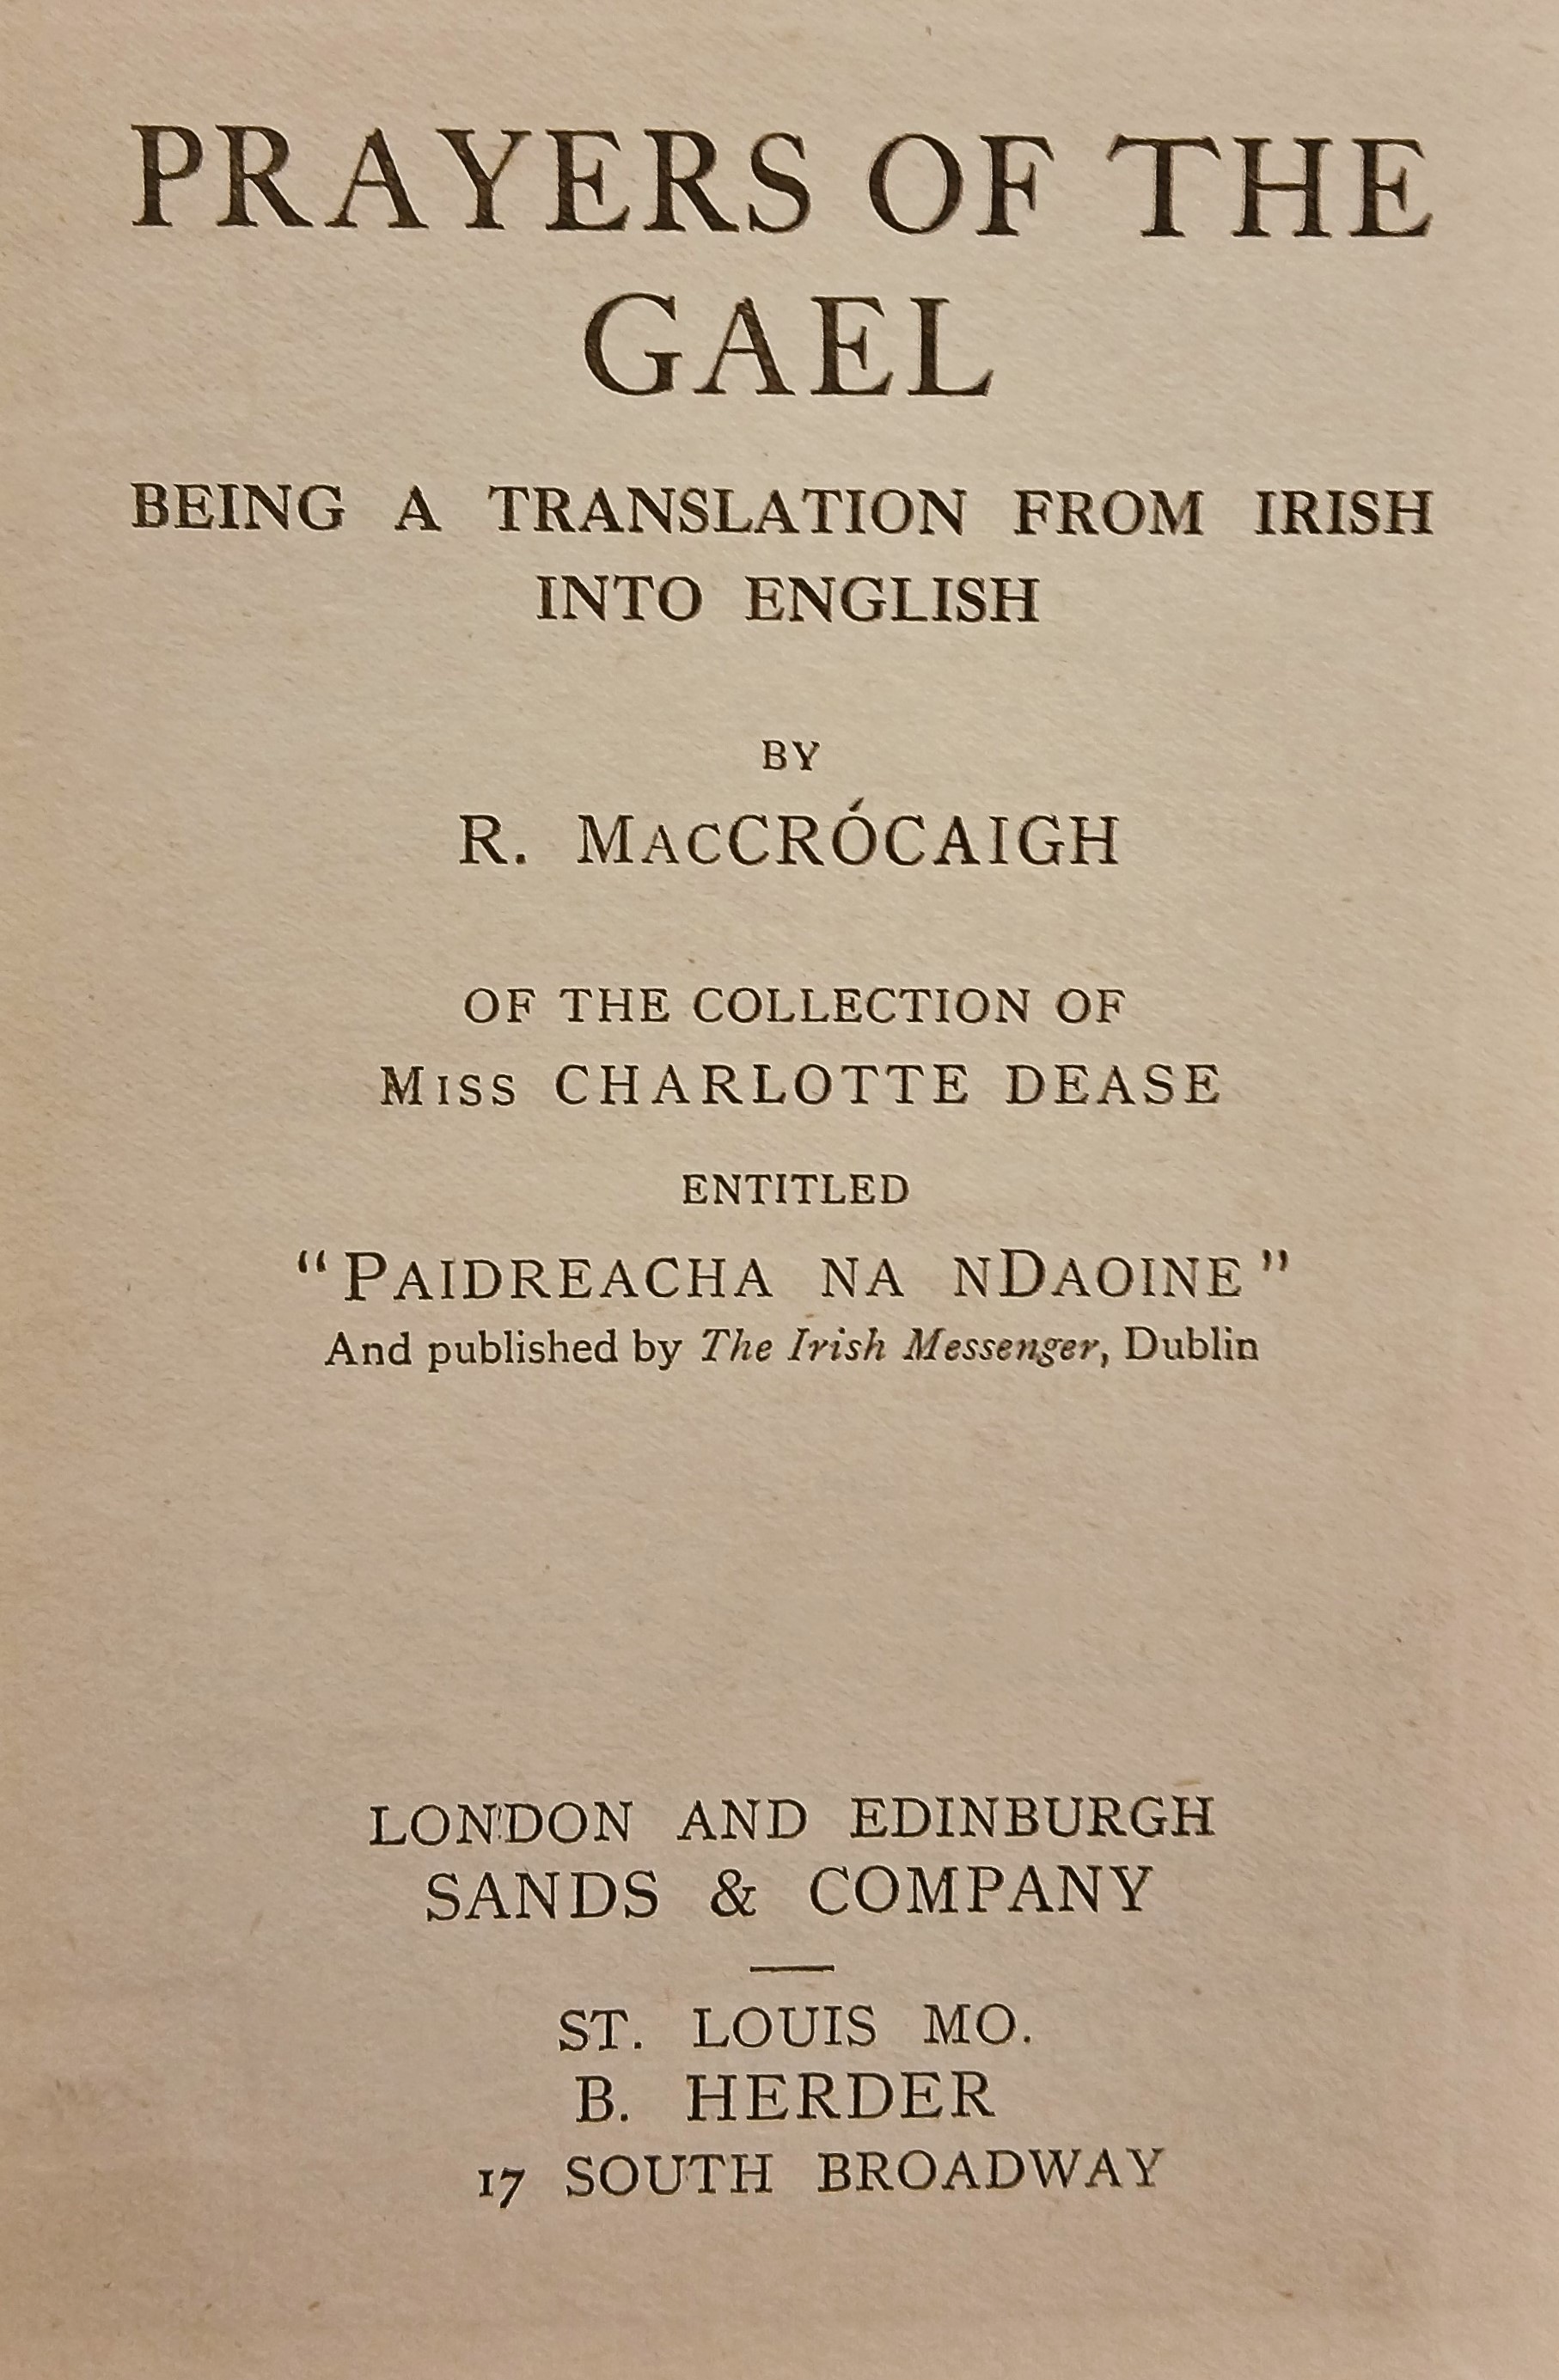 PRAYERS OF THE
GAEL
BEING A TRANSLATION FROM IRISH
INTO ENGLISH
BY
R. MacCRÓCAIGH
OF THE COLLECTION OF
Miss CHARLOTTE DEASE
ENTITLED
“PAIDREACHA NA NDAOINE”
And published by The Irish Messenger, Dublin
LONDON AND EDINBURGH
SANDS & COMPANY
ST. LOUIS MO.
B. HERDER
17 SOUTH BROADWAY